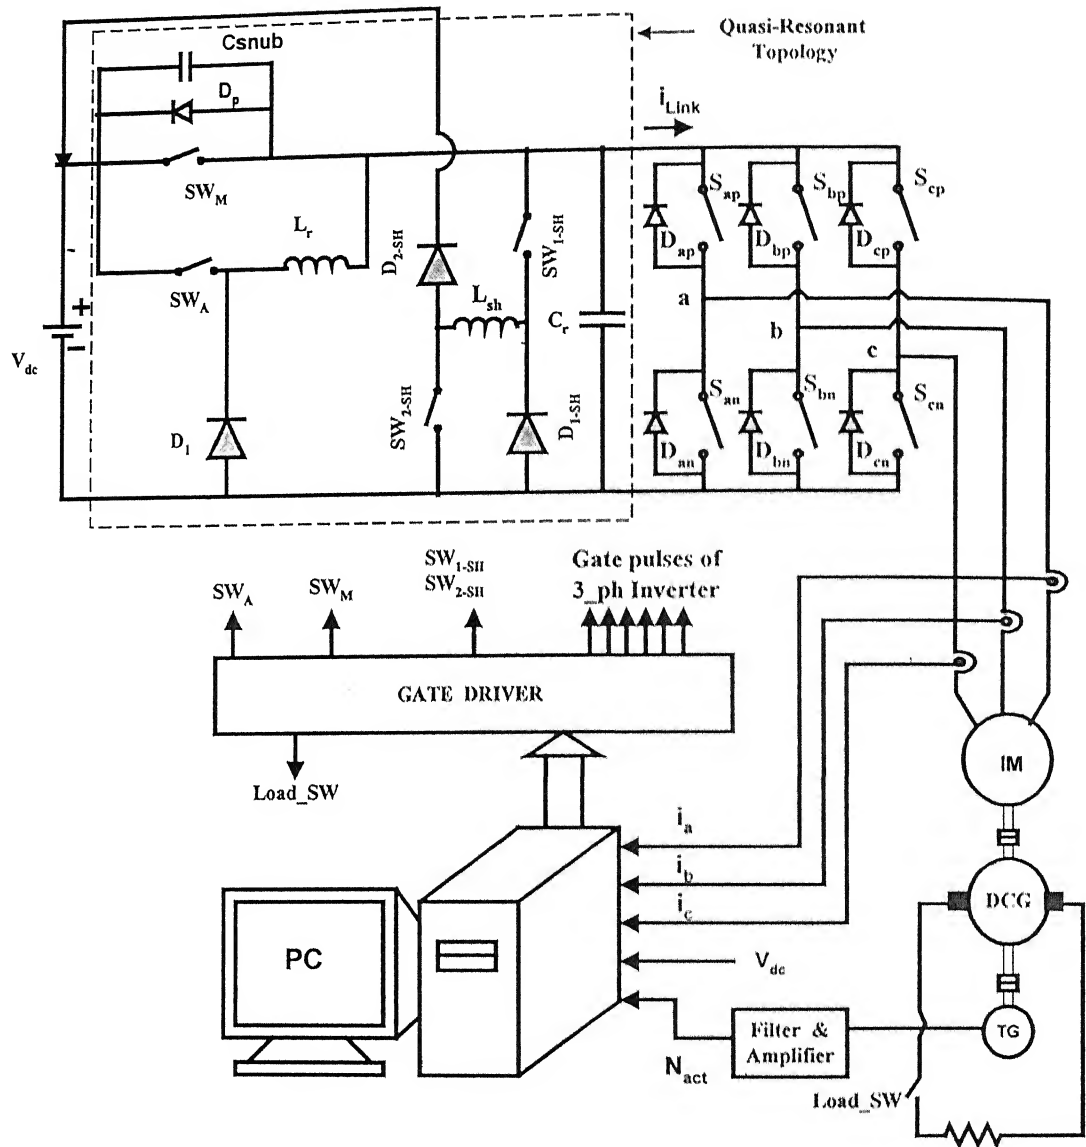 Csnub
Quasi-Resonant
Topology
D_p
i_Link
SW_M
S_ap
S_bp
S_cp
L_r
D_2-SH
SW_1-SH
D_ap
D_bp
D_cp
SW_A
L_sh
a
+
V_dc
−
C_r
b
c
SW_2-SH
D_1-SH
D_1
S_an
S_bn
S_cn
D_an
D_bn
D_cn
SW_A
SW_M
SW_1-SH
SW_2-SH
Gate pulses of
3_ph Inverter
GATE DRIVER
Load_SW
IM
i_a
i_b
i_c
DCG
PC
V_dc
Filter &
Amplifier
TG
N_act
Load_SW